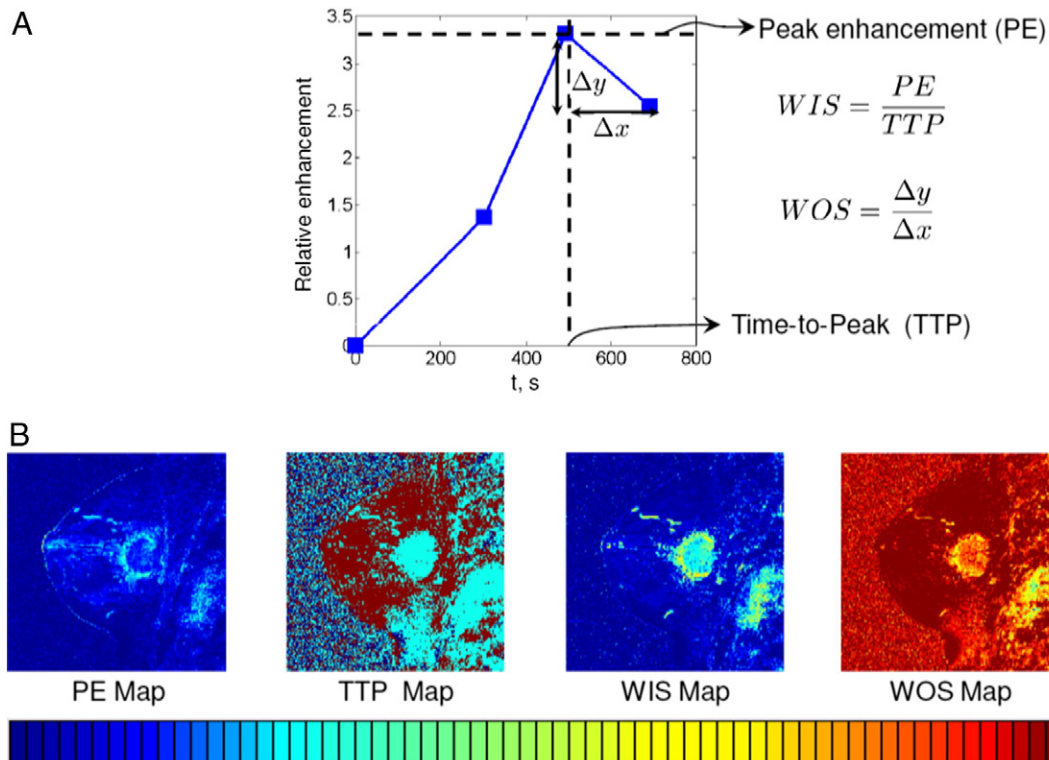 A
3.5
3
2.5
2
1.5
1
0.5
0
0 200 400 600 800
Relative enhancement
t, s
Δy
Δx
Peak enhancement (PE)
WIS = PE / TTP
WOS = Δy / Δx
Time-to-Peak (TTP)
B
PE Map TTP Map WIS Map WOS Map